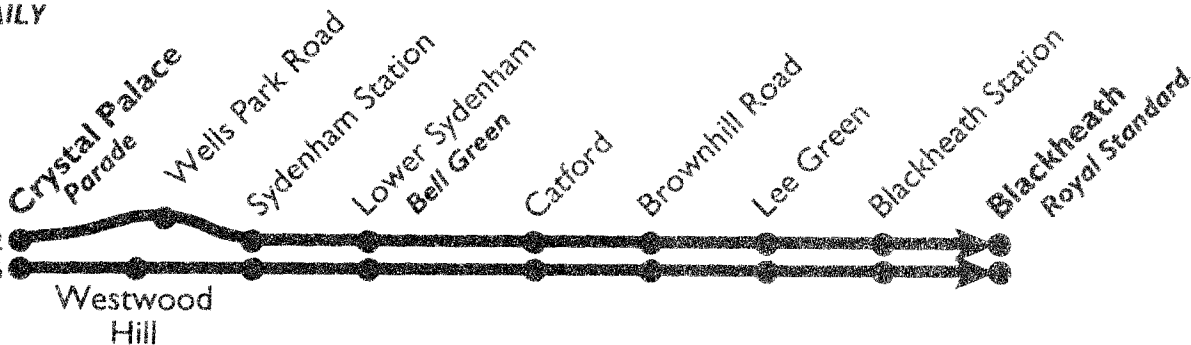 Crystal Palace
Parade
Wells Park Road
Sydenham Station
Lower Sydenham
Bell Green
Catford
Brownhill Road
Lee Green
Blackheath Station
Blackheath
Royal Standard
Westwood
Hill